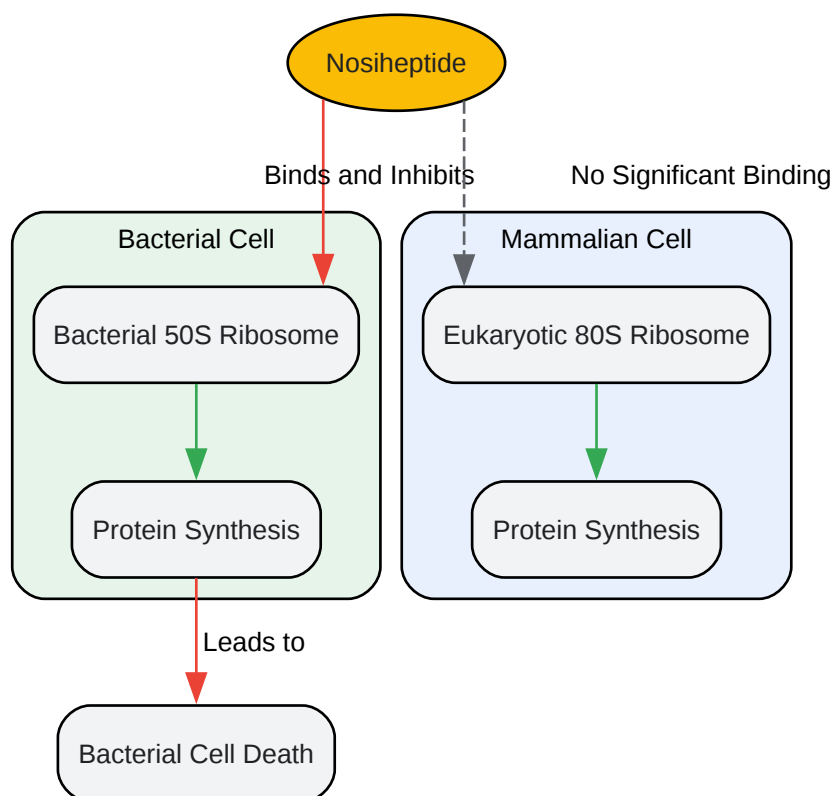 Nosiheptide
Binds and Inhibits
No Significant Binding
Bacterial Cell
Mammalian Cell
Bacterial 50S Ribosome
Eukaryotic 80S Ribosome
Protein Synthesis
Protein Synthesis
Leads to
Bacterial Cell Death